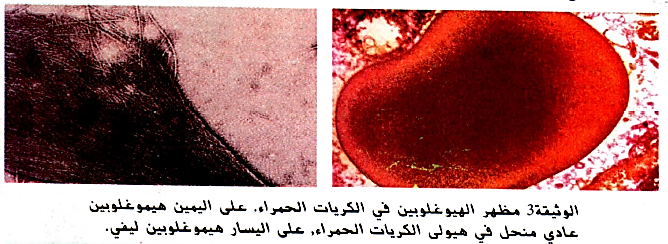 الوثيقة3 مظهر الهيوغلوبين في الكريات الحمراء. على اليمين هيموغلوبين
عادي منحل في هيولى الكريات الحمراء, على اليسار هيموغلوبين ليفي.